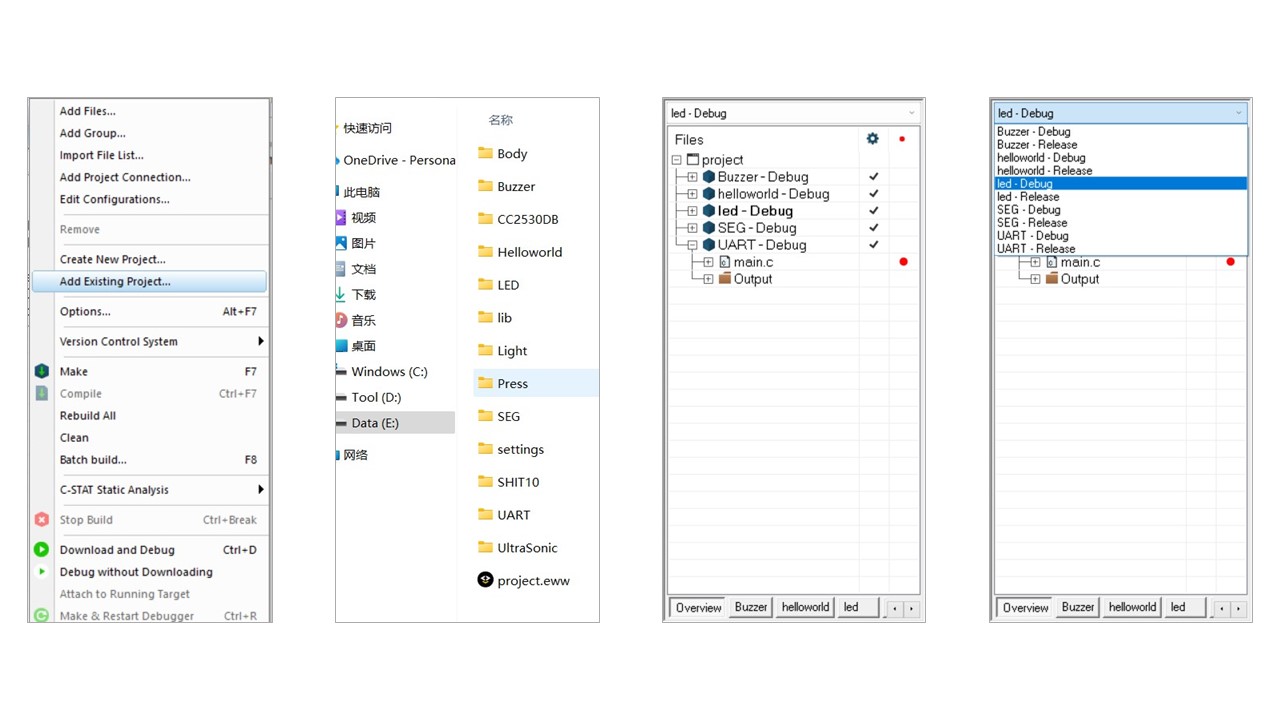 Add Files...
Add Group...
Import File List...
Add Project Connection...
Edit Configurations...
Remove
Create New Project...
Add Existing Project...
Options... Alt+F7
Version Control System
Make F7
Compile Ctrl+F7
Rebuild All
Clean
Batch build... F8
C-STAT Static Analysis
Stop Build Ctrl+Break
Download and Debug Ctrl+D
Debug without Downloading
Attach to Running Target
Make & Restart Debugger Ctrl+R
快速访问
OneDrive - Persona
此电脑
视频
图片
文档
下载
音乐
桌面
Windows (C:)
Tool (D:)
Data (E:)
网络
名称
Body
Buzzer
CC2530DB
Helloworld
LED
lib
Light
Press
SEG
settings
SHIT10
UART
UltraSonic
project.eww
led - Debug
Files
project
Buzzer - Debug
helloworld - Debug
led - Debug
SEG - Debug
UART - Debug
main.c
Output
Overview Buzzer helloworld led
led - Debug
Buzzer - Debug
Buzzer - Release
helloworld - Debug
helloworld - Release
led - Debug
led - Release
SEG - Debug
SEG - Release
UART - Debug
UART - Release
main.c
Output
Overview Buzzer helloworld led